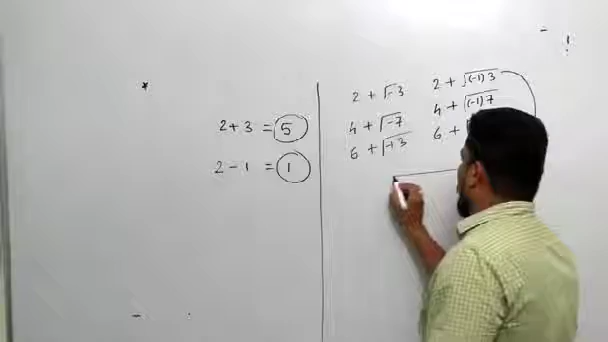 2 + 3 = 5
2 - 1 = 1
2 + √-3
4 + √-7
6 + √+3
2 + √(-1) 3
4 + √(-1) 7
6 +